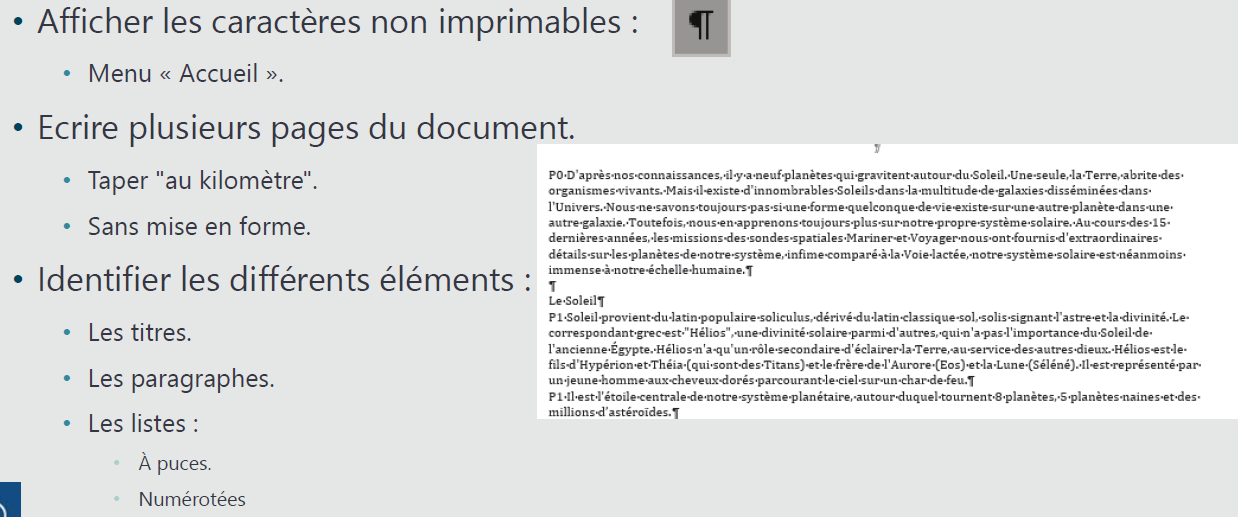 • Afficher les caractères non imprimables : ¶
• Menu « Accueil ».
• Ecrire plusieurs pages du document.
• Taper "au kilomètre".
• Sans mise en forme.
• Identifier les différents éléments :
• Les titres.
• Les paragraphes.
• Les listes :
• À puces.
• Numérotées
¶
P0·D'après·nos·connaissances,·il·y·a·neuf·planètes·qui·gravitent·autour·du·Soleil.·Une·seule,·la·Terre,·abrite·des·
organismes·vivants.·Mais·il·existe·d'innombrables·Soleils·dans·la·multitude·de·galaxies·disséminées·dans·
l'Univers.·Nous·ne·savons·toujours·pas·si·une·forme·quelconque·de·vie·existe·sur·une·autre·planète·dans·une·
autre·galaxie.·Toutefois,·nous·en·apprenons·toujours·plus·sur·notre·propre·système·solaire.·Au·cours·des·15·
dernières·années,·les·missions·des·sondes·spatiales·Mariner·et·Voyager·nous·ont·fournis·d'extraordinaires·
détails·sur·les·planètes·de·notre·système,·infime·comparé·à·la·Voie·lactée,·notre·système·solaire·est·néanmoins·
immense·à·notre·échelle·humaine.¶
¶
Le·Soleil¶
P1·Soleil·provient·du·latin·populaire·soliculus,·dérivé·du·latin·classique·sol,·solis·signant·l'astre·et·la·divinité.·Le·
correspondant·grec·est·"Hélios",·une·divinité·solaire·parmi·d'autres,·qui·n'a·pas·l'importance·du·Soleil·de·
l'ancienne·Égypte.·Hélios·n'a·qu'un·rôle·secondaire·d'éclairer·la·Terre,·au·service·des·autres·dieux.·Hélios·est·le·
fils·d'Hypérion·et·Théia·(qui·sont·des·Titans)·et·le·frère·de·l'Aurore·(Eos)·et·la·Lune·(Séléné).·Il·est·représenté·par·
un·jeune·homme·aux·cheveux·dorés·parcourant·le·ciel·sur·un·char·de·feu.¶
P1·Il·est·l'étoile·centrale·de·notre·système·planétaire,·autour·duquel·tournent·8·planètes,·5·planètes·naines·et·des·
millions·d'astéroïdes.¶